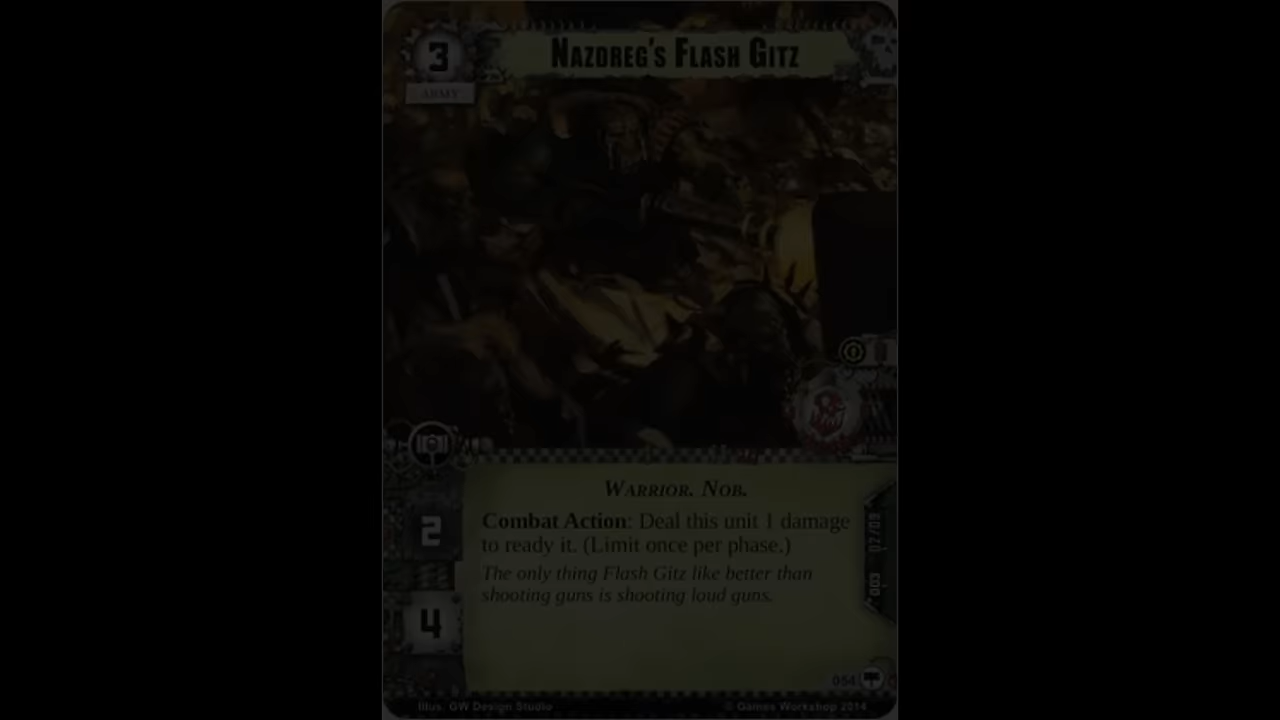 3
NAZDREG'S FLASH GITZ
ARMY
WARRIOR. NOB.
Combat Action: Deal this unit 1 damage
to ready it. (Limit once per phase.)
The only thing Flash Gitz like better than
shooting guns is shooting loud guns.
2
4
054
Illus. GW Design Studio
© Games Workshop 2014